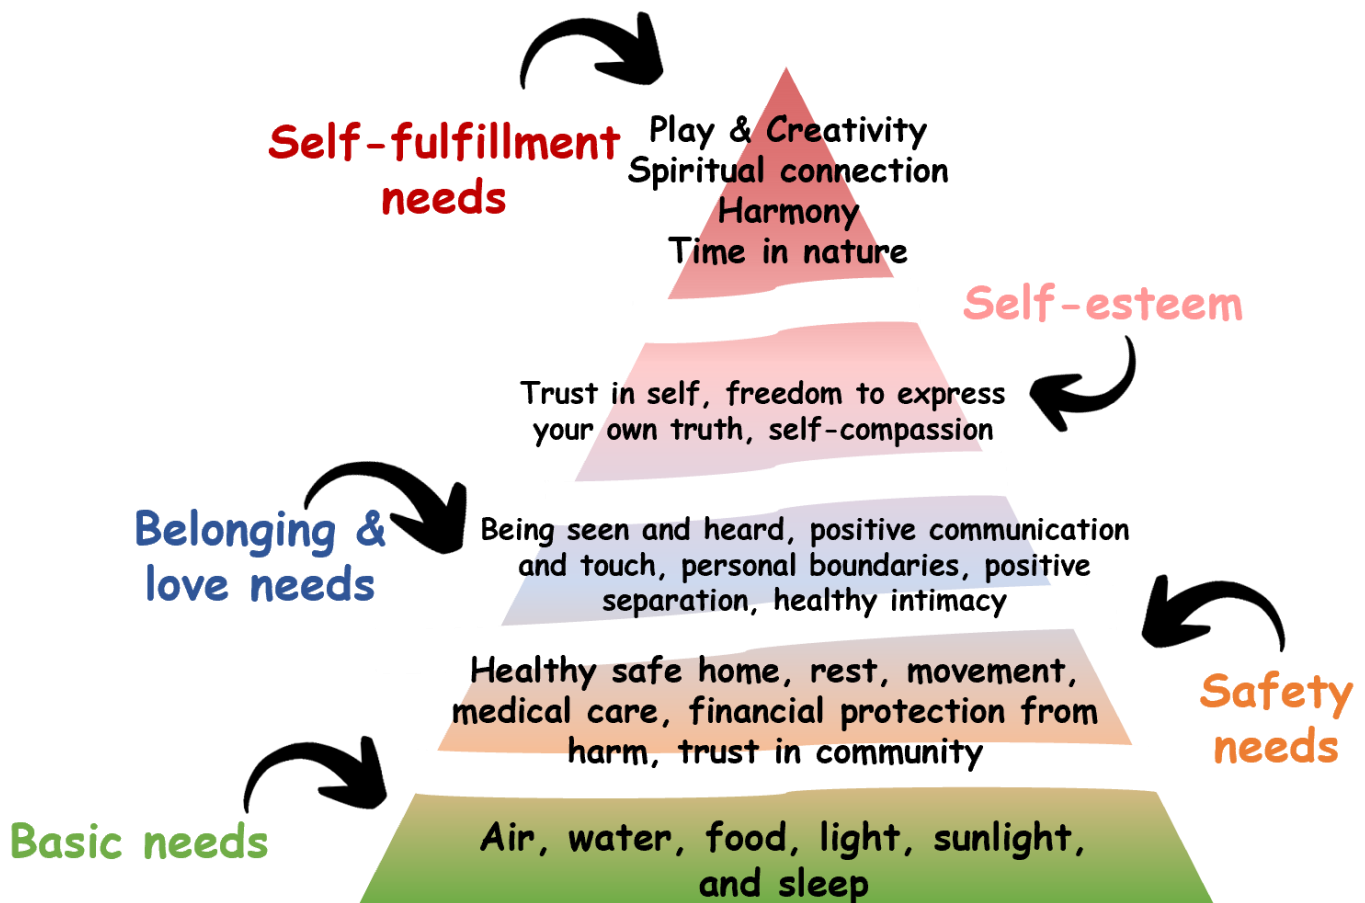 Self-fulfillment
needs
Play & Creativity
Spiritual connection
Harmony
Time in nature
Self-esteem
Trust in self, freedom to express
your own truth, self-compassion
Belonging &
love needs
Being seen and heard, positive communication
and touch, personal boundaries, positive
separation, healthy intimacy
Safety
needs
Healthy safe home, rest, movement,
medical care, financial protection from
harm, trust in community
Basic needs
Air, water, food, light, sunlight,
and sleep